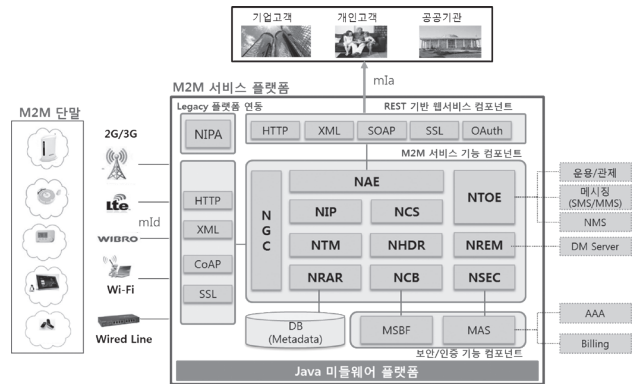 기업고객 개인고객 공공기관
mIa
M2M 서비스 플랫폼
Legacy 플랫폼 연동
REST 기반 웹서비스 컴포넌트
M2M 단말
2G/3G
NIPA
HTTP XML SOAP SSL OAuth
M2M 서비스 기능 컴포넌트
Lte
WIBRO
Wi-Fi
Wired Line
mId
HTTP
XML
CoAP
SSL
NGC
NAE
NTOE
NIP NCS
NTM NHDR NREM
NRAR NCB NSEC
운용/관제
메시징
(SMS/MMS)
NMS
DM Server
DB
(Metadata)
MSBF MAS
보안/인증 기능 컴포넌트
AAA
Billing
Java 미들웨어 플랫폼